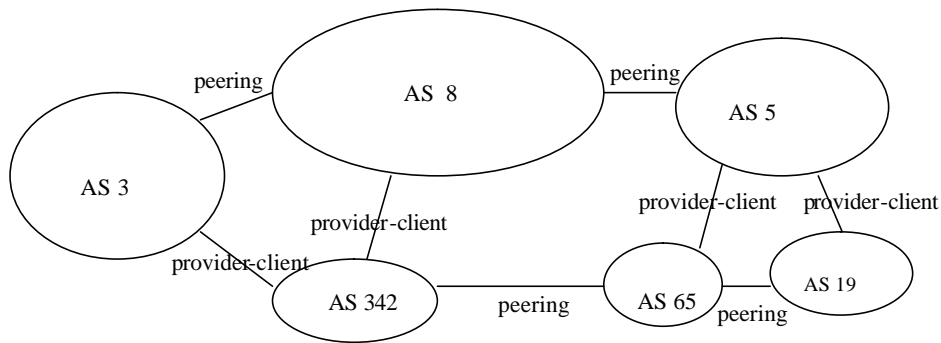 peering
peering
AS 8
AS 5
AS 3
provider-client
provider-client
provider-client
provider-client
AS 342
peering
AS 65
peering
AS 19